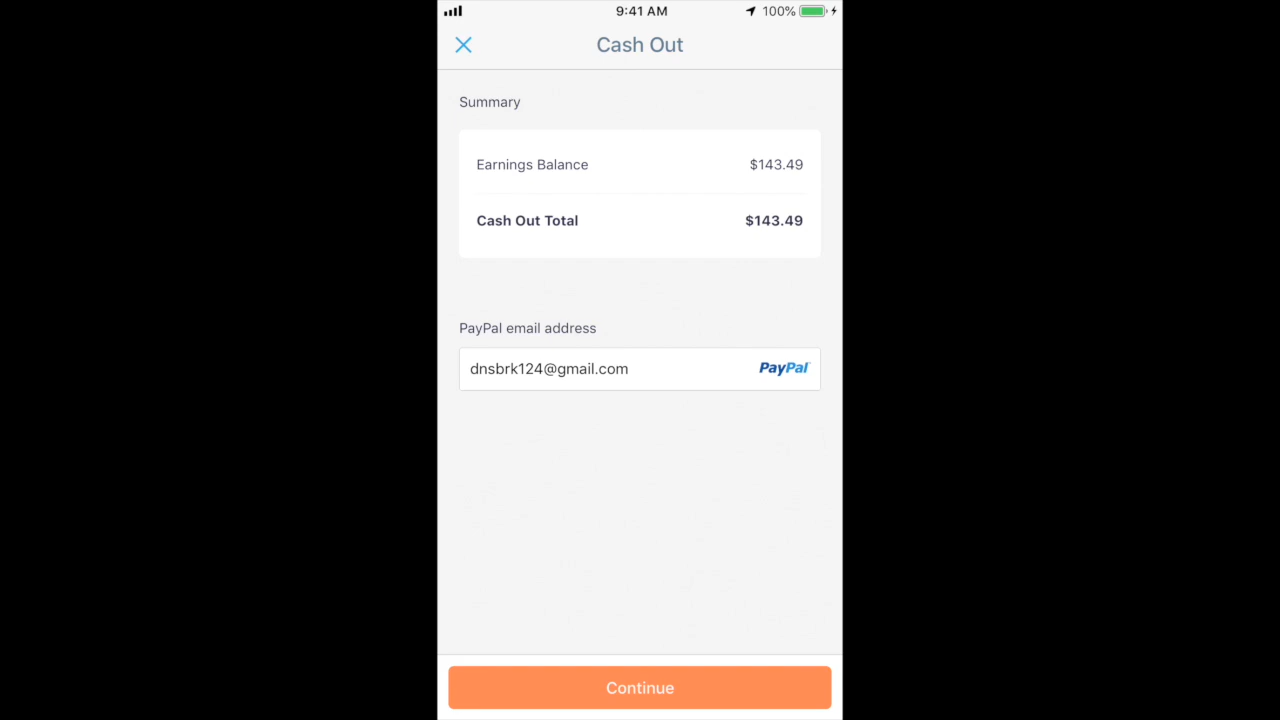 9:41 AM
100%
Cash Out
Summary
Earnings Balance $143.49
Cash Out Total $143.49
PayPal email address
dnsbrk124@gmail.com PayPal
Continue